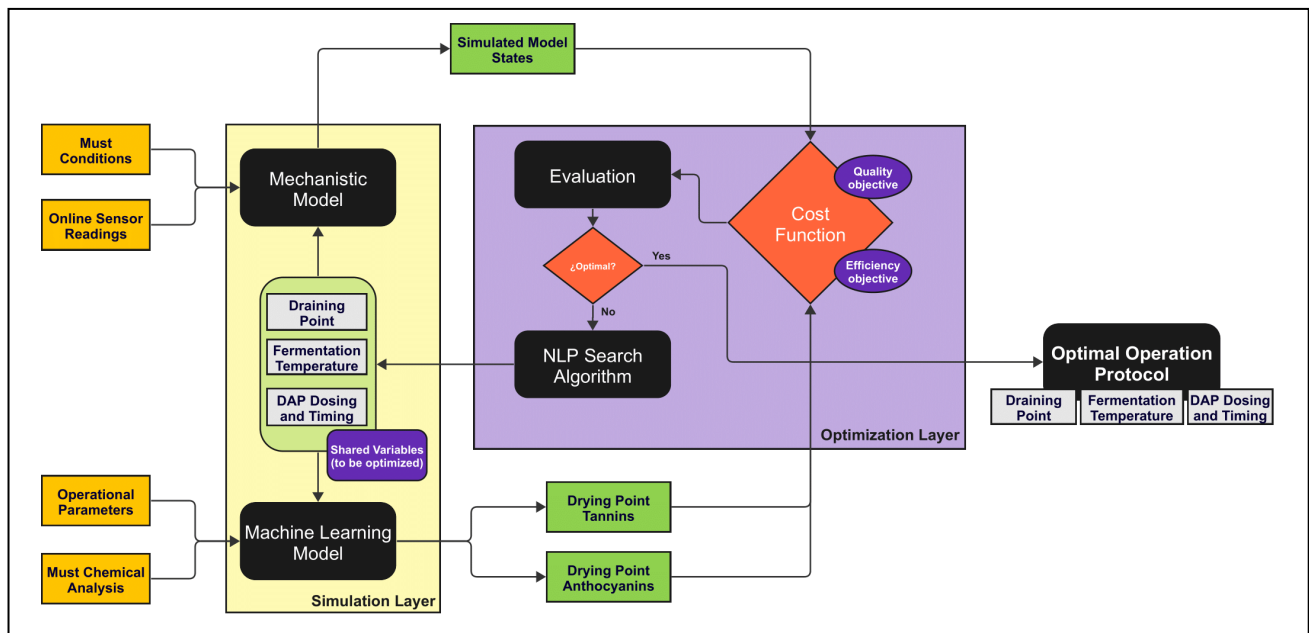 Simulated Model
States
Must
Conditions
Online Sensor
Readings
Mechanistic
Model
Draining
Point
Fermentation
Temperature
DAP Dosing
and Timing
Shared Variables
(to be optimized)
Operational
Parameters
Must Chemical
Analysis
Machine Learning
Model
Simulation Layer
Evaluation
¿Optimal?
Yes
No
NLP Search
Algorithm
Quality
objective
Cost
Function
Efficiency
objective
Optimization Layer
Drying Point
Tannins
Drying Point
Anthocyanins
Optimal Operation
Protocol
Draining
Point
Fermentation
Temperature
DAP Dosing
and Timing